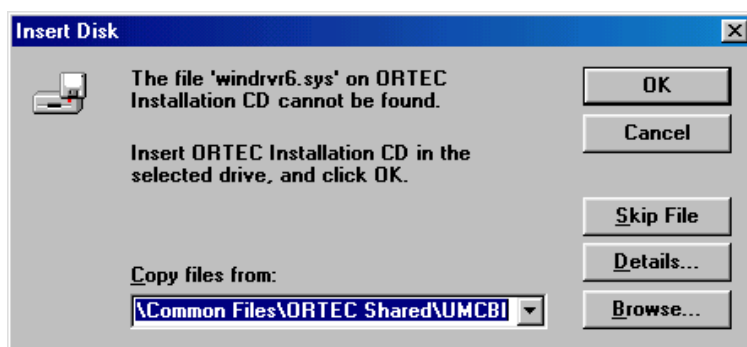 Insert Disk
The file 'windrvr6.sys' on ORTEC
Installation CD cannot be found.
Insert ORTEC Installation CD in the
selected drive, and click OK.
Copy files from:
\Common Files\ORTEC Shared\UMCBI
OK
Cancel
Skip File
Details...
Browse...